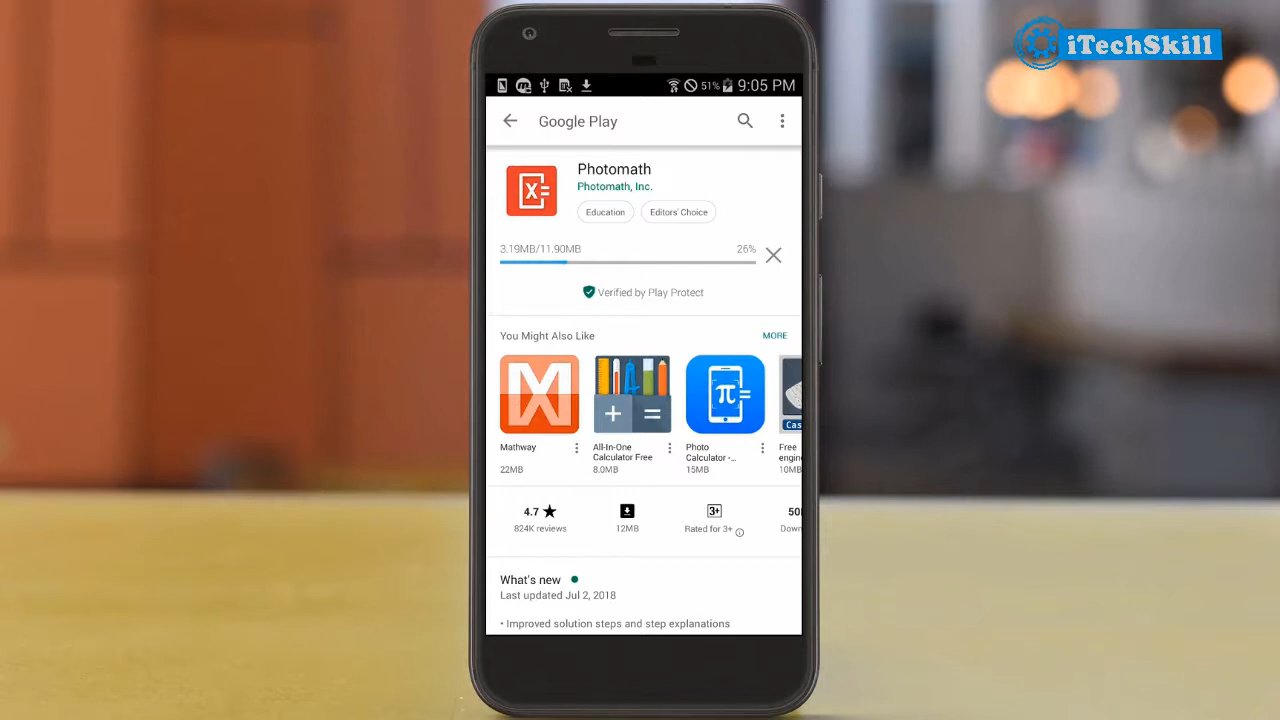 iTechSkill
51% 9:05 PM
Google Play
Photomath
Photomath, Inc.
Education Editors' Choice
3.19MB/11.90MB 26%
Verified by Play Protect
You Might Also Like MORE
Mathway
22MB
All-In-One
Calculator Free
8.0MB
Photo
Calculator -...
15MB
Cas
Free
engin
10MB
4.7 ★
824K reviews
12MB
3+
Rated for 3+
50
Down
What's new
Last updated Jul 2, 2018
• Improved solution steps and step explanations